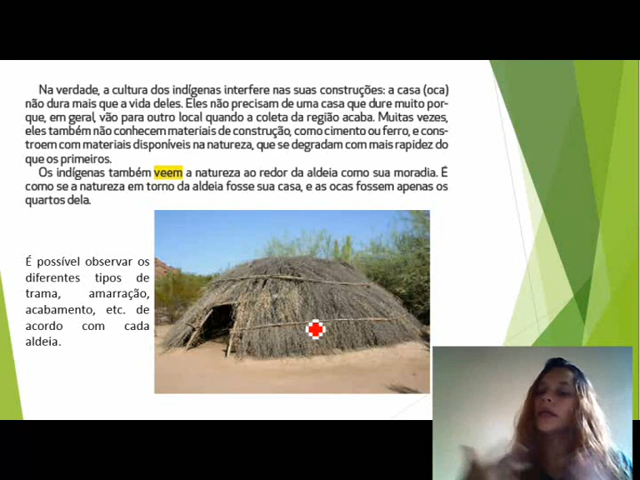 Na verdade, a cultura dos indígenas interfere nas suas construções: a casa (oca)
não dura mais que a vida deles. Eles não precisam de uma casa que dure muito por-
que, em geral, vão para outro local quando a coleta da região acaba. Muitas vezes,
eles também não conhecem materiais de construção, como cimento ou ferro, e cons-
troem com materiais disponíveis na natureza, que se degradam com mais rapidez do
que os primeiros.
Os indígenas também veem a natureza ao redor da aldeia como sua moradia. É
como se a natureza em torno da aldeia fosse sua casa, e as ocas fossem apenas os
quartos dela.
É possível observar os
diferentes tipos de
trama, amarração,
acabamento, etc. de
acordo com cada
aldeia.